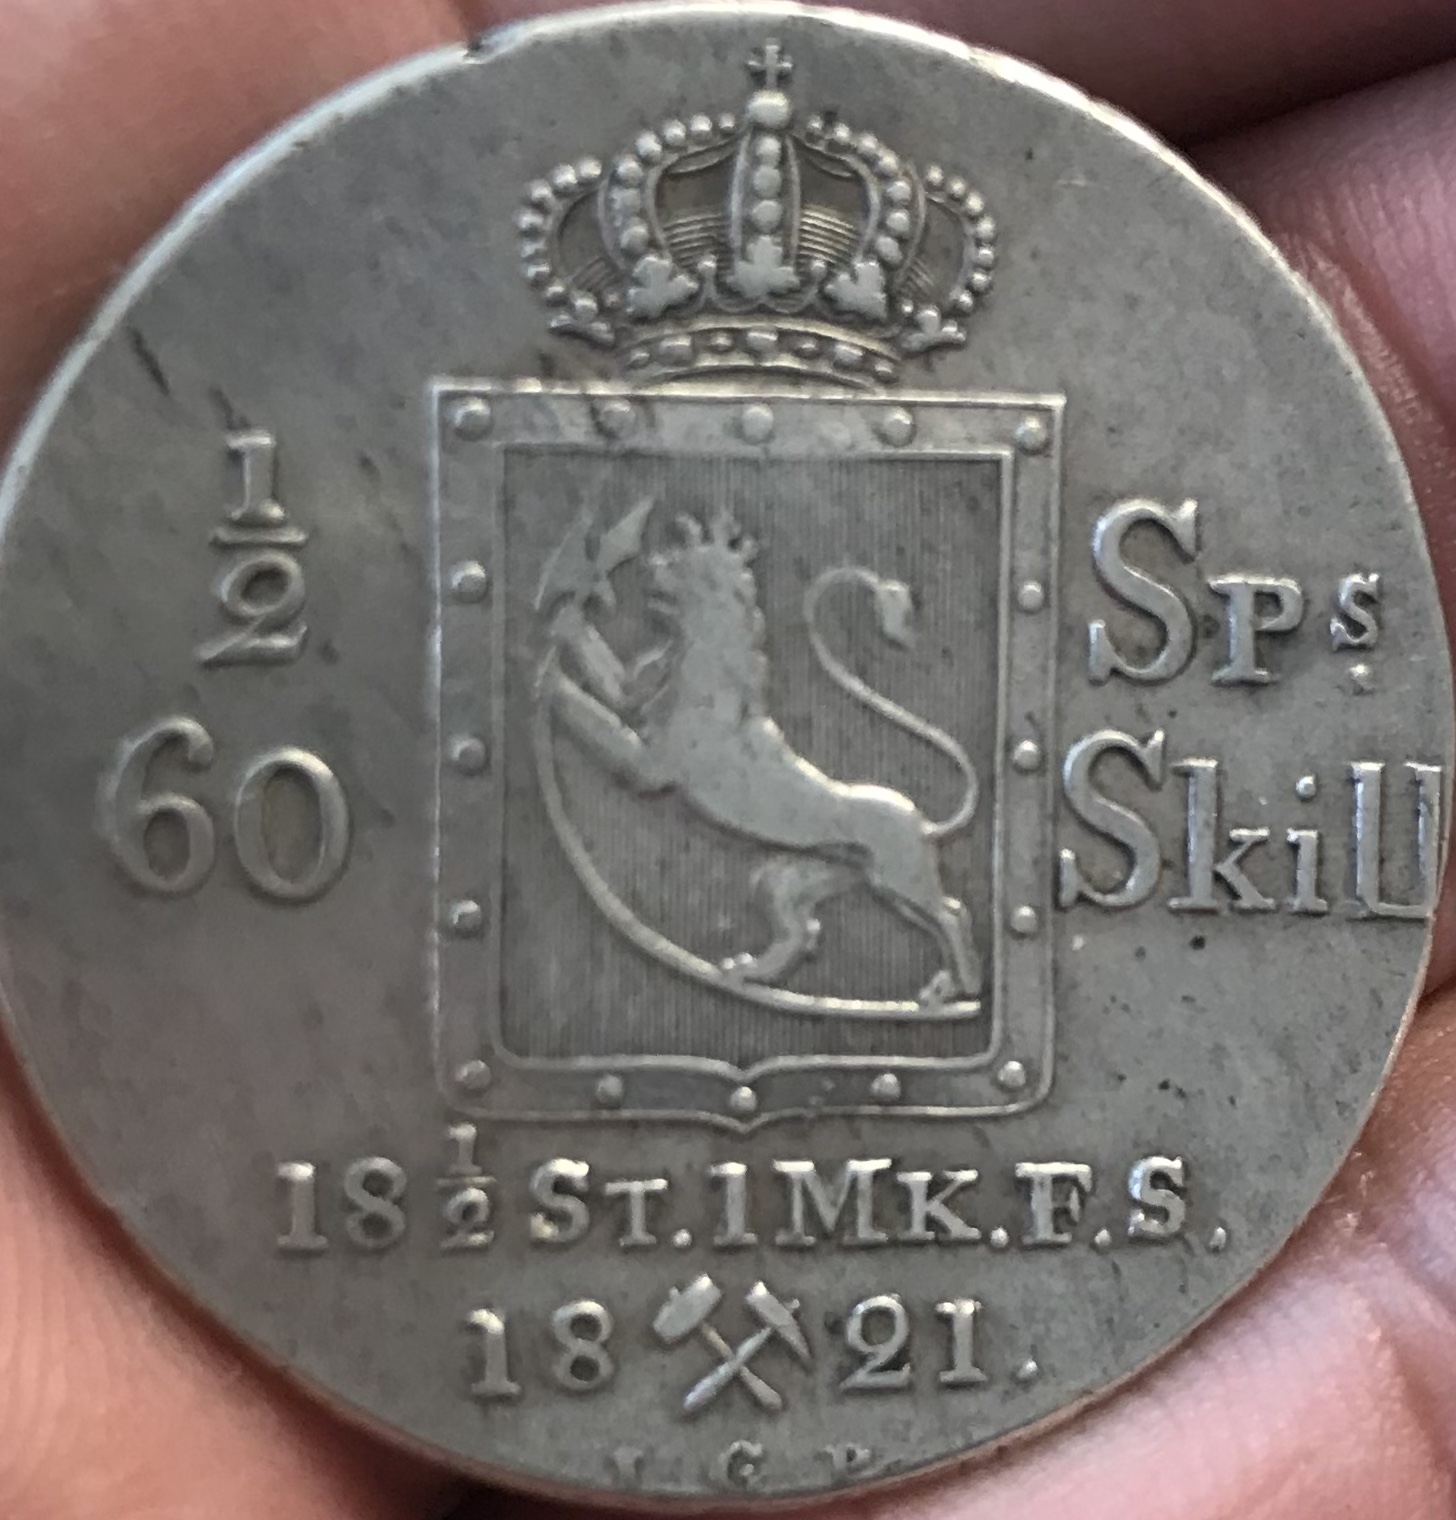 1/2 Sps.
60 Skill
18 1/2 St. 1 Mk. F. S.
1821.
I G P